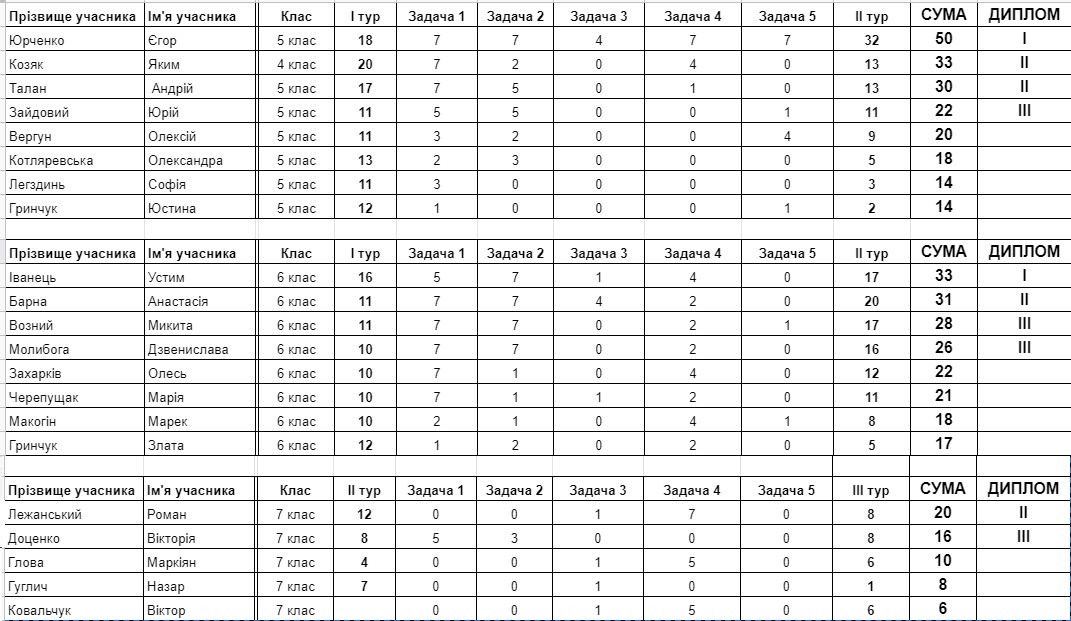 Прізвище учасника Ім'я учасника Клас І тур Задача 1 Задача 2 Задача 3 Задача 4 Задача 5 ІІ тур СУМА ДИПЛОМ
Юрченко Єгор 5 клас 18 7 7 4 7 7 32 50 І
Козяк Яким 4 клас 20 7 2 0 4 0 13 33 ІІ
Талан Андрій 5 клас 17 7 5 0 1 0 13 30 ІІ
Зайдовий Юрій 5 клас 11 5 5 0 0 1 11 22 ІІІ
Вергун Олексій 5 клас 11 3 2 0 0 4 9 20
Котляревська Олександра 5 клас 13 2 3 0 0 0 5 18
Легздинь Софія 5 клас 11 3 0 0 0 0 3 14
Гринчук Юстина 5 клас 12 1 0 0 0 1 2 14
Прізвище учасника Ім'я учасника Клас І тур Задача 1 Задача 2 Задача 3 Задача 4 Задача 5 ІІ тур СУМА ДИПЛОМ
Іванець Устим 6 клас 16 5 7 1 4 0 17 33 І
Барна Анастасія 6 клас 11 7 7 4 2 0 20 31 ІІ
Возний Микита 6 клас 11 7 7 0 2 1 17 28 ІІІ
Молибога Дзвенислава 6 клас 10 7 7 0 2 0 16 26 ІІІ
Захарків Олесь 6 клас 10 7 1 0 4 0 12 22
Черепущак Марія 6 клас 10 7 1 1 2 0 11 21
Макогін Марек 6 клас 10 2 1 0 4 1 8 18
Гринчук Злата 6 клас 12 1 2 0 2 0 5 17
Прізвище учасника Ім'я учасника Клас ІІ тур Задача 1 Задача 2 Задача 3 Задача 4 Задача 5 ІІІ тур СУМА ДИПЛОМ
Лежанський Роман 7 клас 12 0 0 1 7 0 8 20 ІІ
Доценко Вікторія 7 клас 8 5 3 0 0 0 8 16 ІІІ
Глова Маркіян 7 клас 4 0 0 1 5 0 6 10
Гуглич Назар 7 клас 7 0 0 1 0 0 1 8
Ковальчук Віктор 7 клас 0 0 1 5 0 6 6